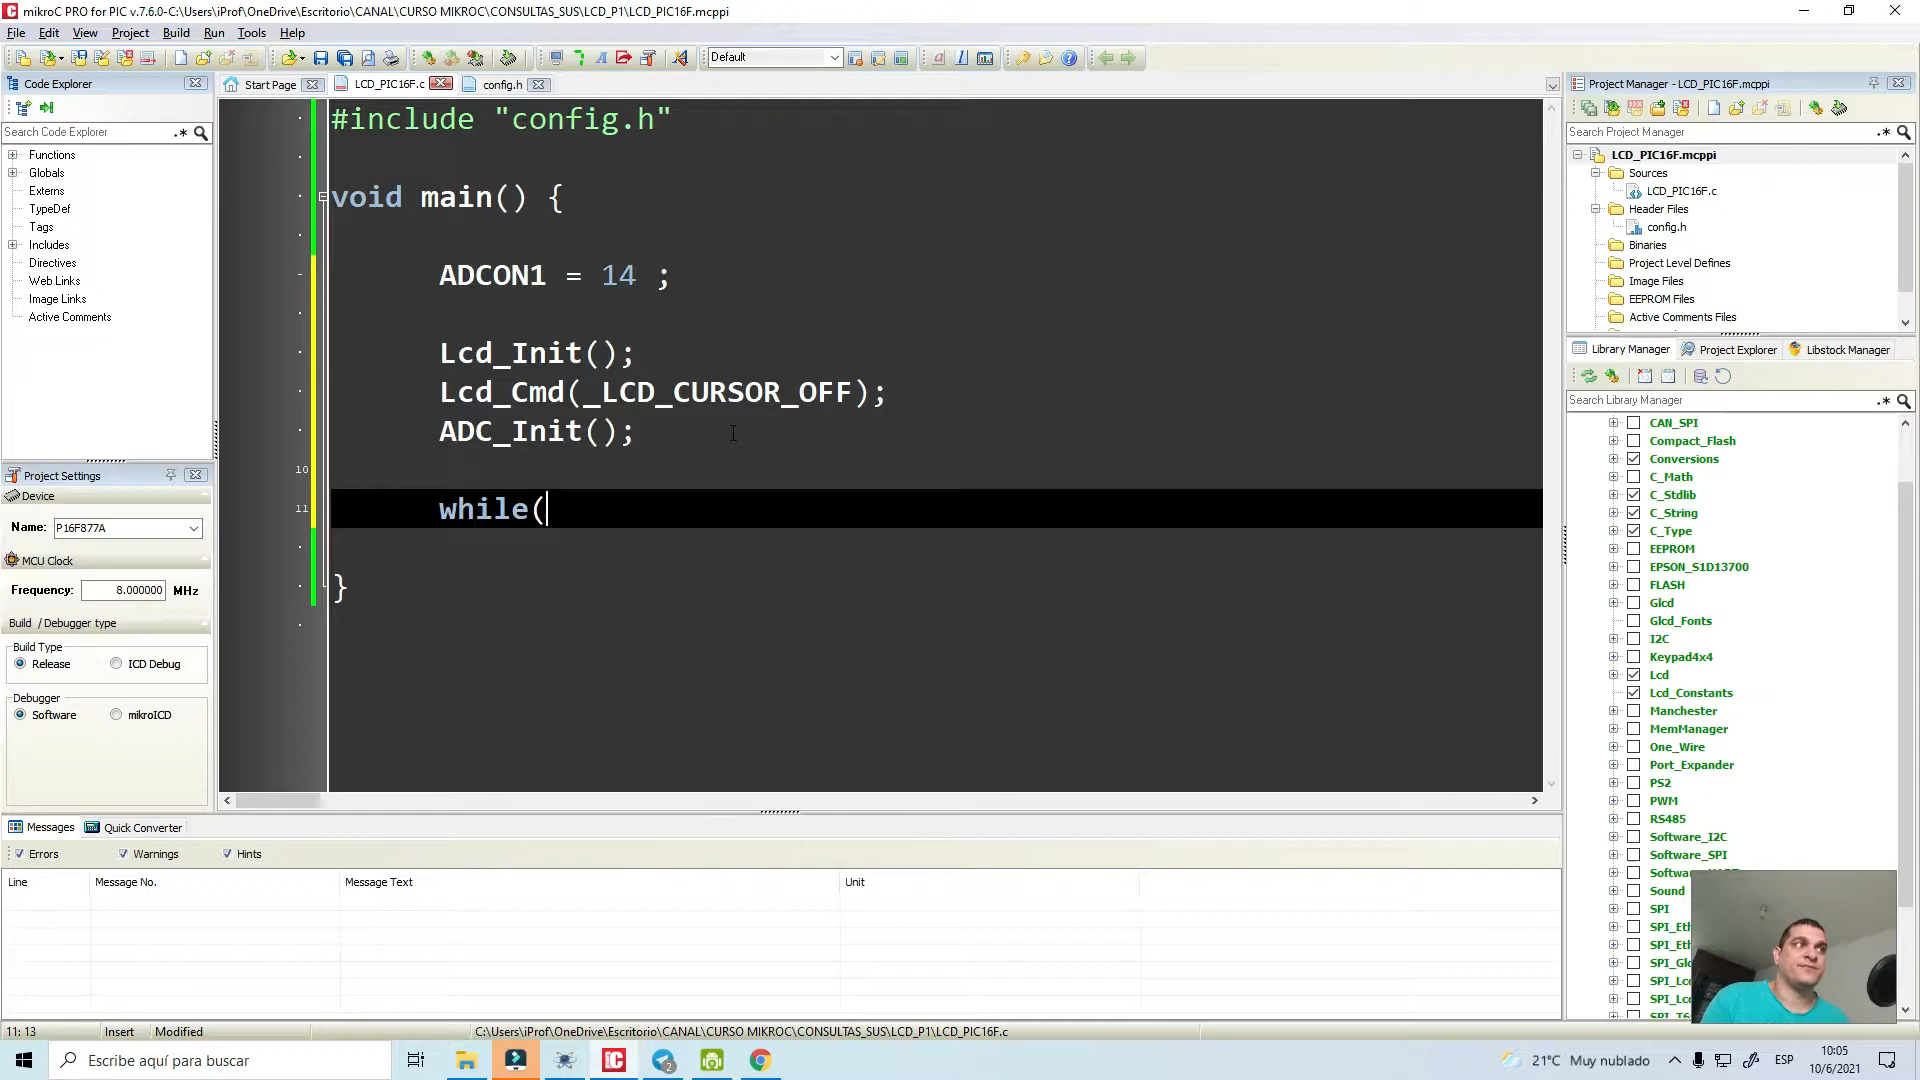 mikroC PRO for PIC v.7.6.0-C:\Users\iProf\OneDrive\Escritorio\CANAL\CURSO MIKROC\CONSULTAS_SUS\LCD_P1\LCD_PIC16F.mcppi
File Edit View Project Build Run Tools Help
Default
Code Explorer
Search Code Explorer .*
Functions
Globals
Externs
TypeDef
Tags
Includes
Directives
Web Links
Image Links
Active Comments
Project Settings
Device
Name: P16F877A
MCU Clock
Frequency: 8.000000 MHz
Build / Debugger type
Build Type
Release ICD Debug
Debugger
Software mikroICD
Start Page LCD_PIC16F.c config.h
#include "config.h"
void main() {
ADCON1 = 14 ;
Lcd_Init();
Lcd_Cmd(_LCD_CURSOR_OFF);
ADC_Init();
10
11 while(
}
Project Manager - LCD_PIC16F.mcppi
Search Project Manager .*
LCD_PIC16F.mcppi
Sources
LCD_PIC16F.c
Header Files
config.h
Binaries
Project Level Defines
Image Files
EEPROM Files
Active Comments Files
Library Manager Project Explorer Libstock Manager
Search Library Manager .*
CAN_SPI
Compact_Flash
Conversions
C_Math
C_Stdlib
C_String
C_Type
EEPROM
EPSON_S1D13700
FLASH
Glcd
Glcd_Fonts
I2C
Keypad4x4
Lcd
Lcd_Constants
Manchester
MemManager
One_Wire
Port_Expander
PS2
PWM
RS485
Software_I2C
Software_SPI
Sound
SPI
Messages Quick Converter
Errors Warnings Hints
Line Message No. Message Text Unit
11: 13 Insert Modified C:\Users\iProf\OneDrive\Escritorio\CANAL\CURSO MIKROC\CONSULTAS_SUS\LCD_P1\LCD_PIC16F.c
Escribe aquí para buscar
2
21°C Muy nublado
ESP
10:05
10/6/2021